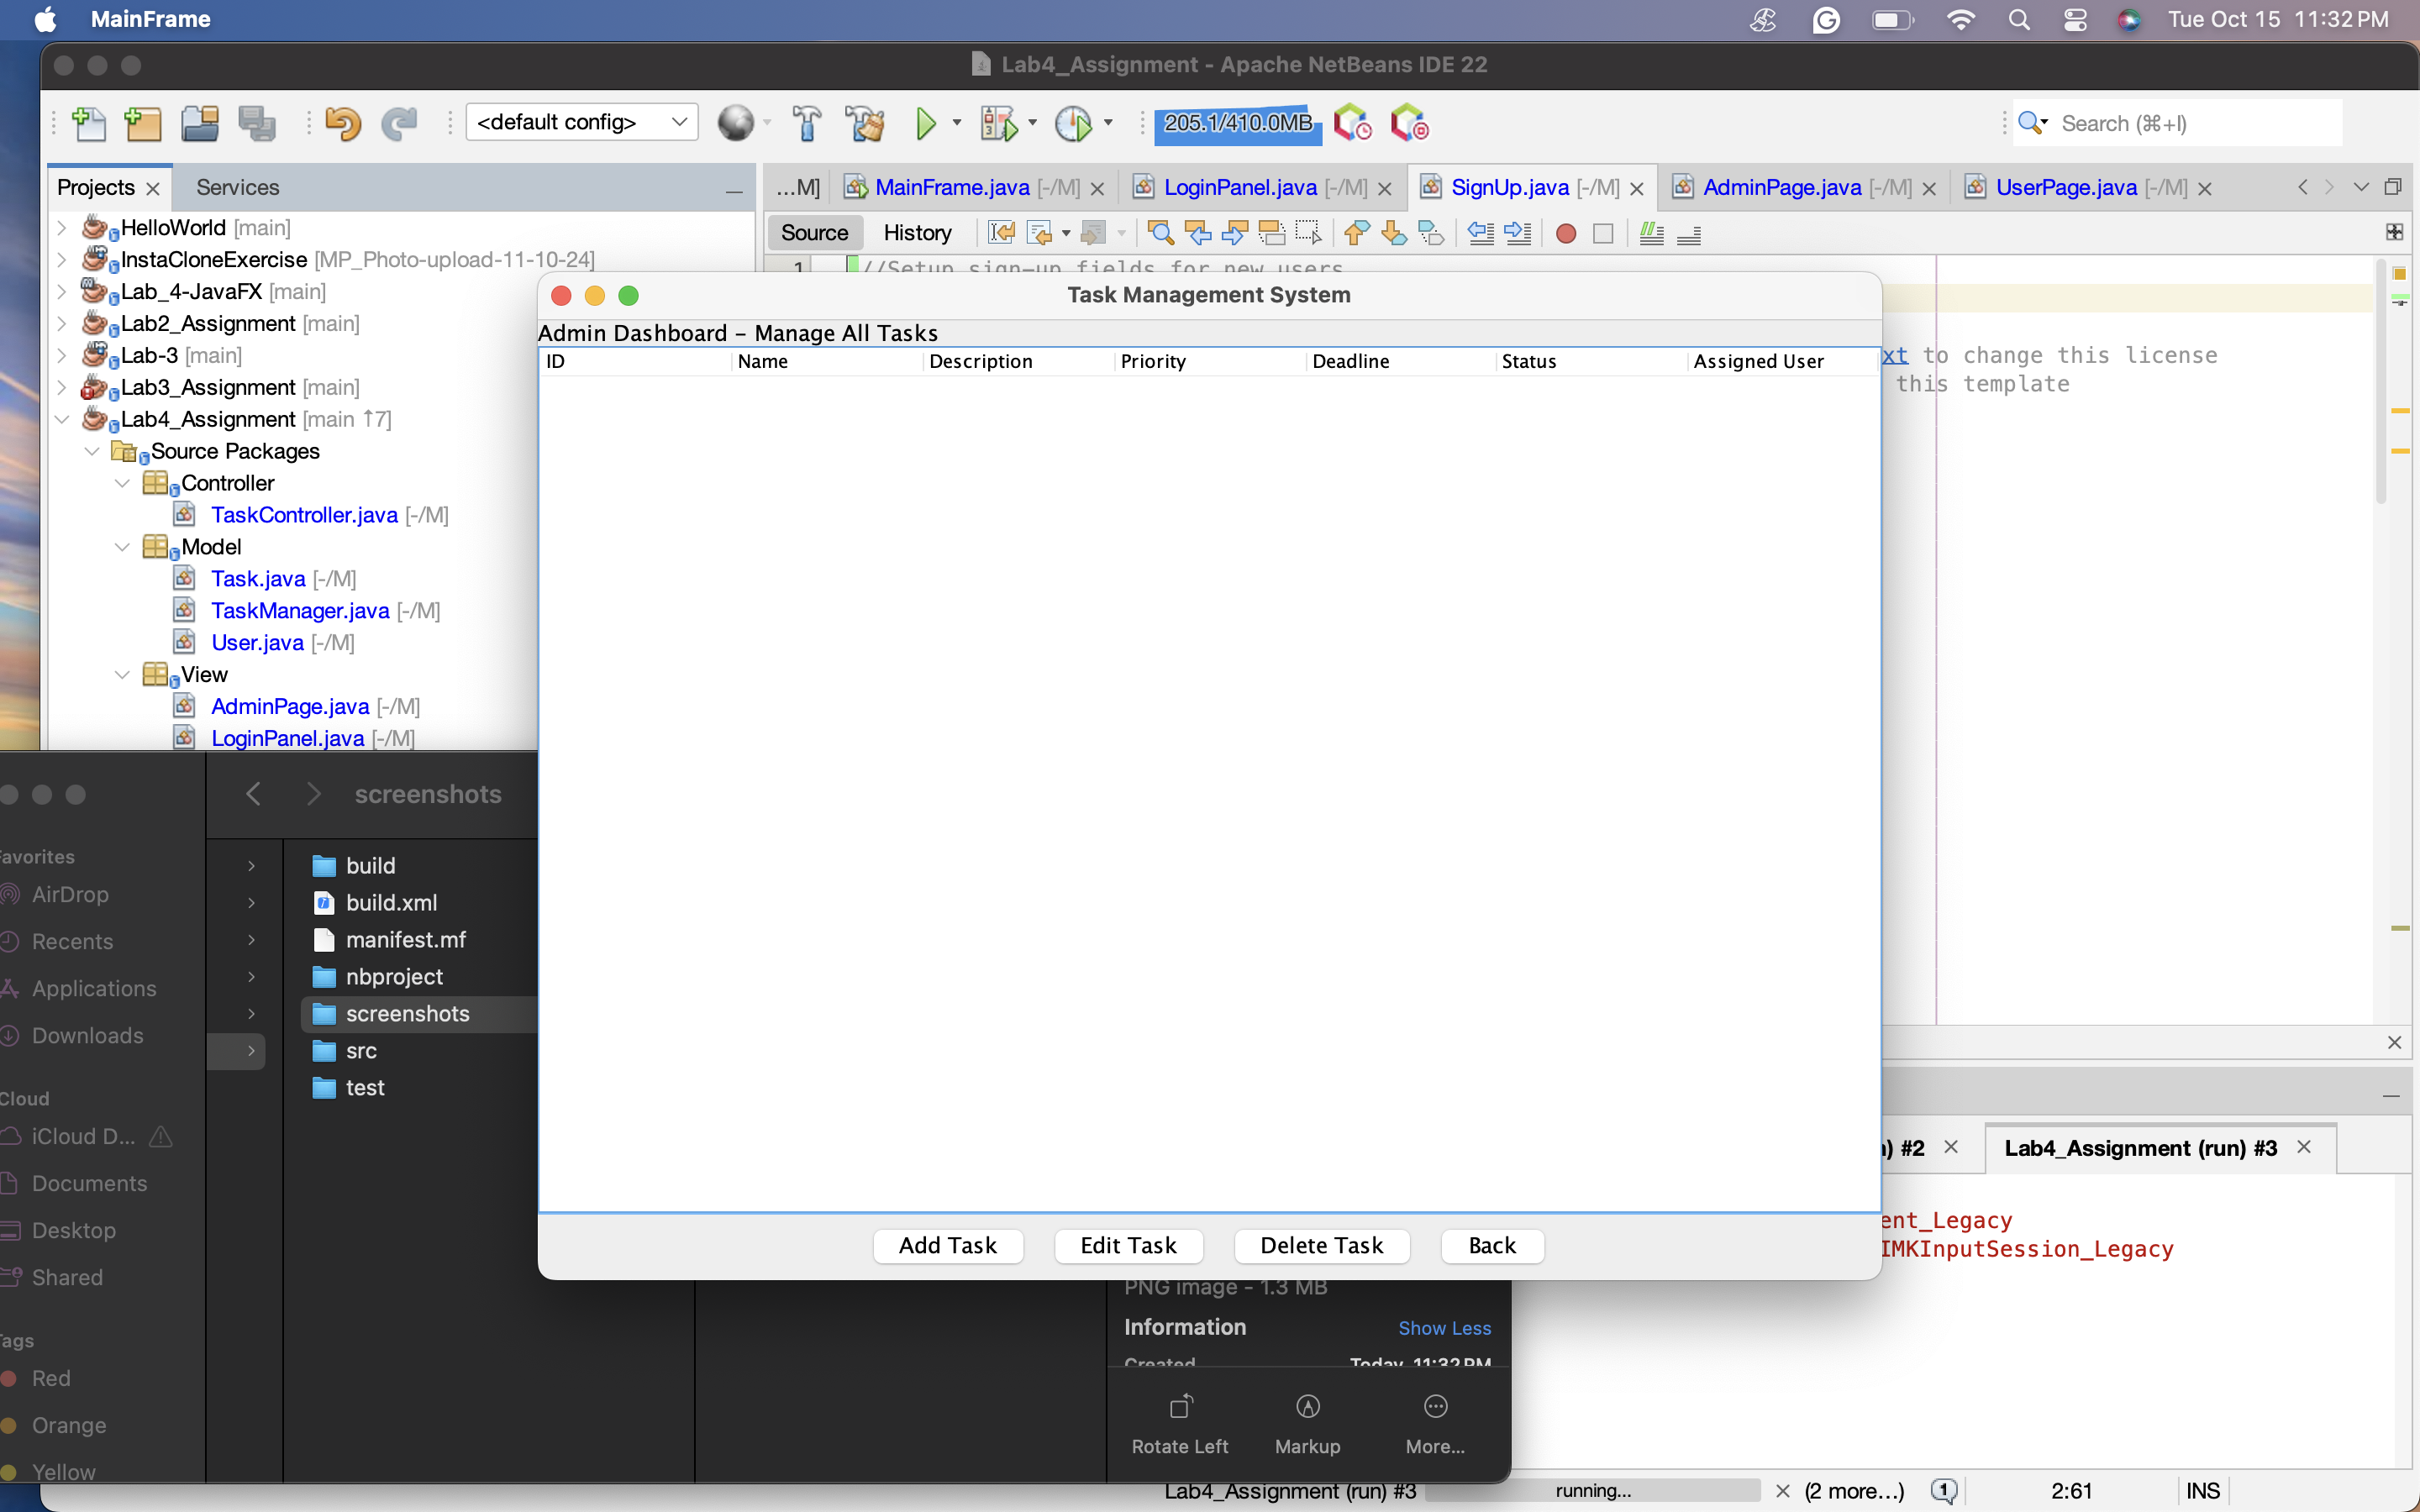 MainFrame
Tue Oct 15 11:32 PM
Lab4_Assignment - Apache NetBeans IDE 22
<default config>
205.1/410.0MB
Search (⌘+I)
Projects
Services
...M]
MainFrame.java [-/M]
LoginPanel.java [-/M]
SignUp.java [-/M]
AdminPage.java [-/M]
UserPage.java [-/M]
Source
History
1 //Setup sign-up fields for new users
xt to change this license
this template
HelloWorld [main]
InstaCloneExercise [MP_Photo-upload-11-10-24]
Lab_4-JavaFX [main]
Lab2_Assignment [main]
Lab-3 [main]
Lab3_Assignment [main]
Lab4_Assignment [main ↑7]
Source Packages
Controller
TaskController.java [-/M]
Model
Task.java [-/M]
TaskManager.java [-/M]
User.java [-/M]
View
AdminPage.java [-/M]
LoginPanel.java [-/M]
Task Management System
Admin Dashboard - Manage All Tasks
ID
Name
Description
Priority
Deadline
Status
Assigned User
Add Task
Edit Task
Delete Task
Back
screenshots
avorites
AirDrop
Recents
Applications
Downloads
Cloud
iCloud D...
Documents
Desktop
Shared
ags
Red
Orange
Yellow
build
build.xml
manifest.mf
nbproject
screenshots
src
test
PNG image - 1.3 MB
Information
Show Less
Created
Today, 11:32 PM
Rotate Left
Markup
More...
) #2
Lab4_Assignment (run) #3
ent_Legacy
IMKInputSession_Legacy
Lab4_Assignment (run) #3
running...
(2 more...)
1
2:61
INS